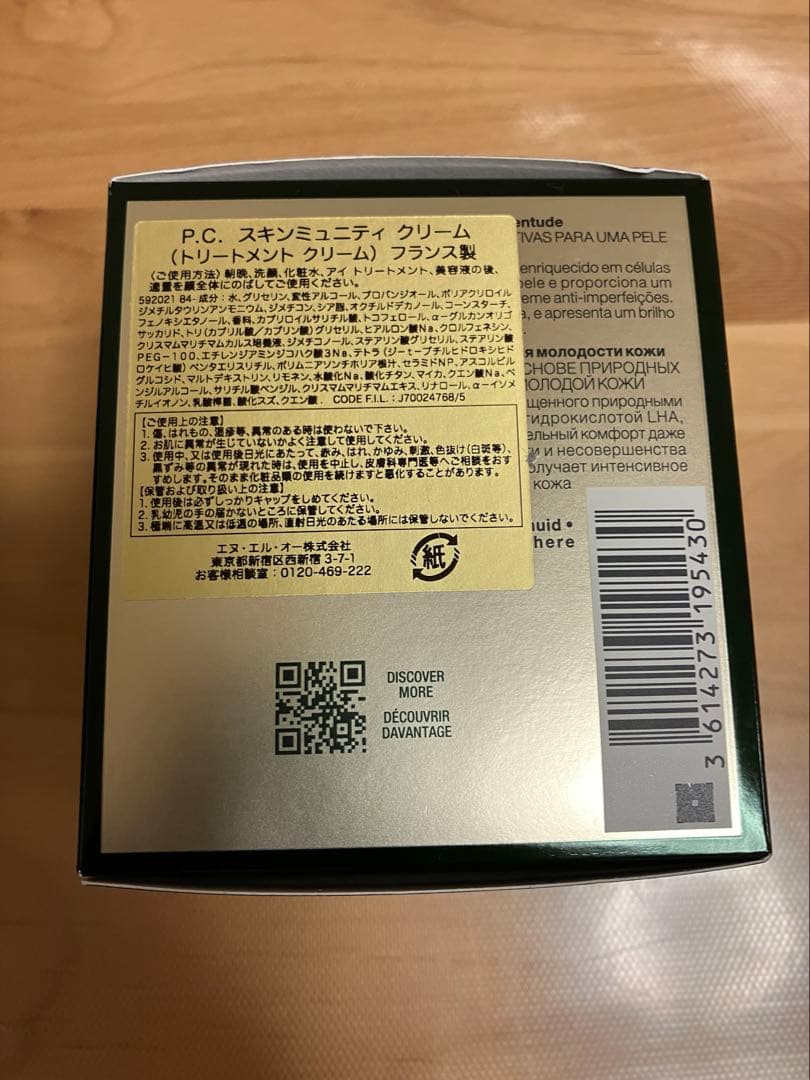 P.C. スキンミュニティ クリーム
（トリートメント クリーム） フランス製
〈ご使用方法〉朝晩、洗顔、化粧水、アイ トリートメント、美容液の後、
適量を顔全体にのばしてご使用ください。
592021 84- 成分：水、グリセリン、変性アルコール、プロパンジオール、ポリアクリロイル
ジメチルタウリンアンモニウム、ジメチコン、シア脂、オクチルドデカノール、コーンスターチ、
フェノキシエタノール、香料、カプリロイルサリチル酸、トコフェロール、α－グルカンオリゴ
サッカリド、トリ（カプリル酸／カプリン酸）グリセリル、ヒアルロン酸Na、クロルフェネシン、
クリスマムマリチマムカルス培養液、ジメチコノール、ステアリン酸グリセリル、ステアリン酸
PEG－100、エチレンジアミンジコハク酸3Na、テトラ（ジーtーブチルヒドロキシヒド
ロケイヒ酸）ペンタエリスリチル、ポリムニアソンチホリア根汁、セラミドNP、アスコルビル
グルコシド、マルトデキストリン、リモネン、水酸化Na、酸化チタン、マイカ、クエン酸Na、ベ
ンジルアルコール、サリチル酸ベンジル、クリスマムマリチマムエキス、リナロール、α－イソメ
チルイオノン、乳酸桿菌、酸化スズ、クエン酸 . CODE F.I.L. : J70024768/5
【ご使用上の注意】
1. 傷、はれもの、湿疹等、異常のある時は使わないで下さい。
2. お肌に異常が生じていないかよく注意して使用してください。
3. 使用中、又は使用後日光にあたって、赤み、はれ、かゆみ、刺激、色抜け（白斑等）、
黒ずみ等の異常が現れた時は、使用を中止し、皮膚科専門医等へご相談をおす
すめします。そのまま化粧品類の使用を続けますと悪化することがあります。
【保管および取り扱い上の注意】
1. 使用後は必ずしっかりキャップをしめてください。
2. 乳幼児の手の届かないところに保管してください。
3. 極端に高温又は低温の場所、直射日光のあたる場所には保管しないでください。
エヌ・エル・オー株式会社
東京都新宿区西新宿 3-7-1
お客様相談室：0120-469-222
紙
entude
TIVAS PARA UMA PELE
enriquecido em células
pele e proporciona um
eme anti-imperfeições.
a, e apresenta um brilho
Я МОЛОДОСТИ КОЖИ
СНОВЕ ПРИРОДНЫХ
МОЛОДОЙ КОЖИ
щенного природными
идрокислотой LHA,
ельный комфорт даже
и и несовершенства
олучает интенсивное
кожа
nuid •
here
DISCOVER
MORE
DÉCOUVRIR
DAVANTAGE
3 614273 195430